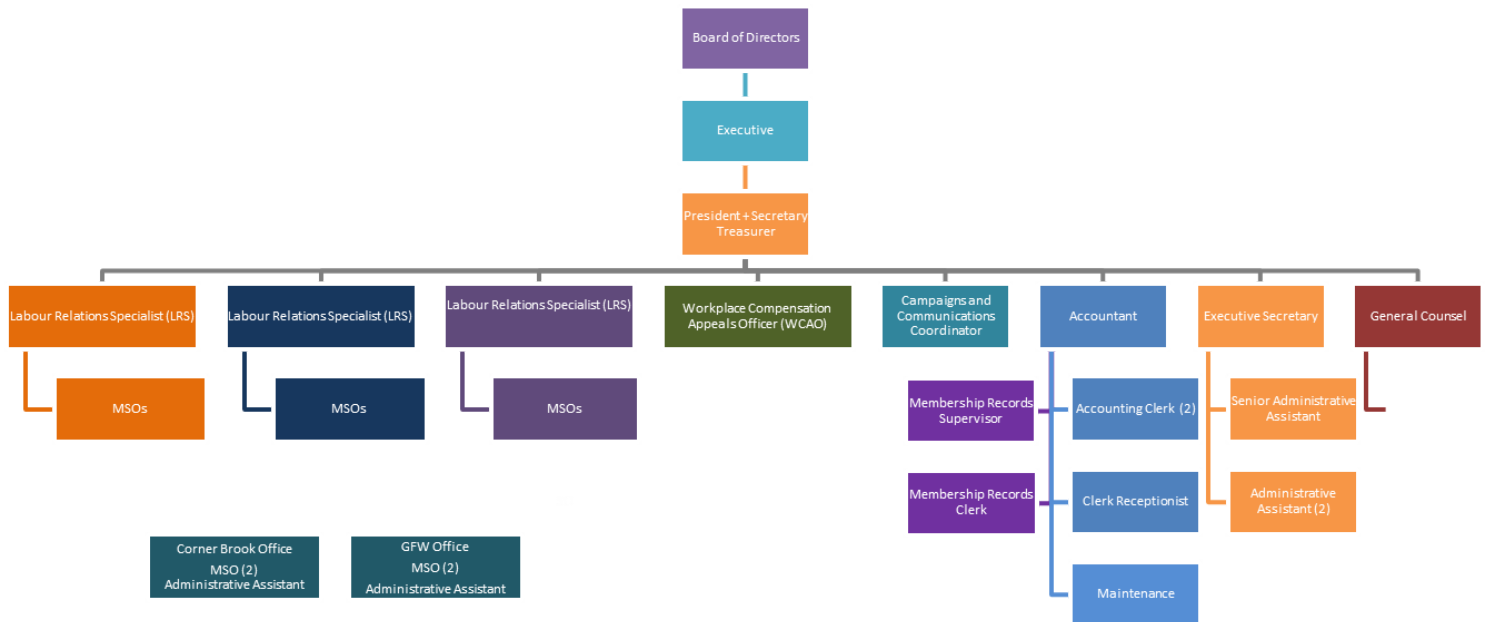 Board of Directors
Executive
President + Secretary
Treasurer
Labour Relations Specialist (LRS)
Labour Relations Specialist (LRS)
Labour Relations Specialist (LRS)
Workplace Compensation
Appeals Officer (WCAO)
Campaigns and
Communications
Coordinator
Accountant
Executive Secretary
General Counsel
MSOs
MSOs
MSOs
Membership Records
Supervisor
Accounting Clerk (2)
Senior Administrative
Assistant
Membership Records
Clerk
Clerk Receptionist
Administrative
Assistant (2)
Corner Brook Office
MSO (2)
Administrative Assistant
GFW Office
MSO (2)
Administrative Assistant
Maintenance